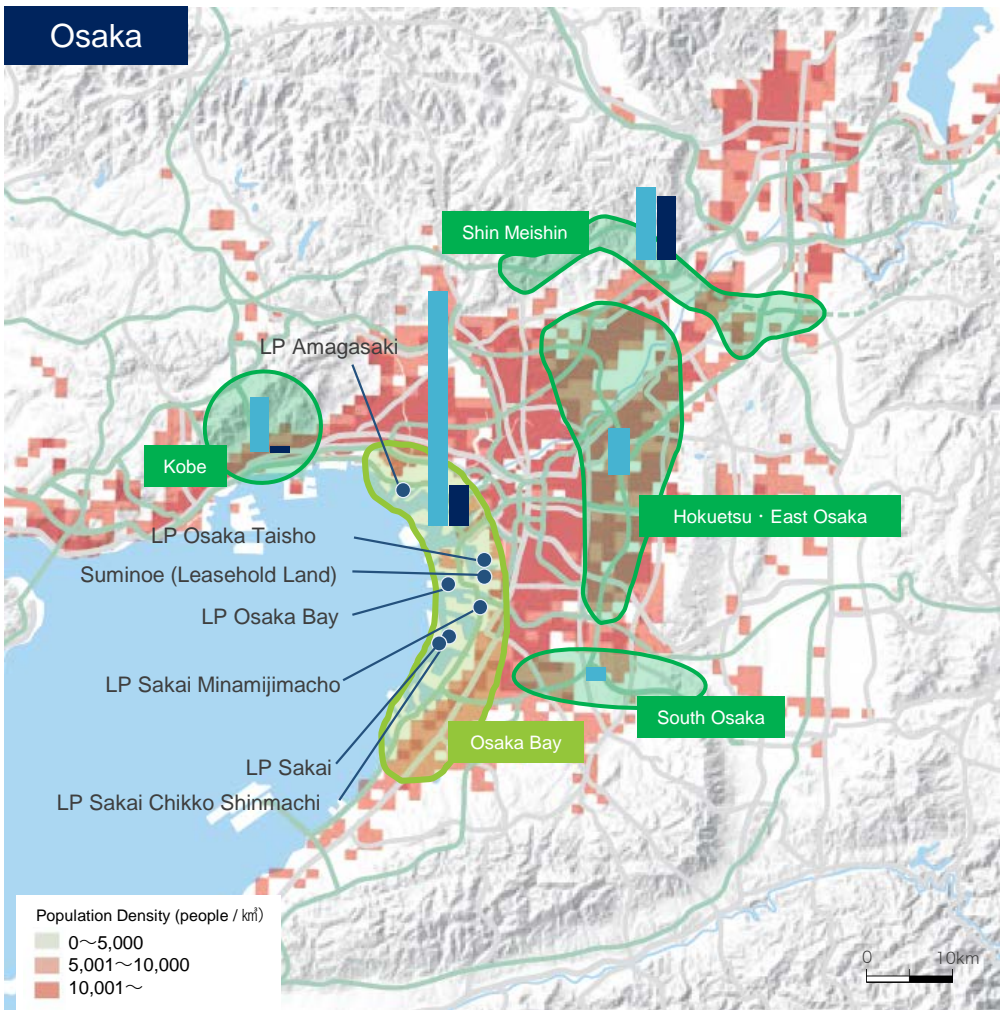 Osaka
Shin Meishin
LP Amagasaki
Kobe
Hokuetsu・East Osaka
LP Osaka Taisho
Suminoe (Leasehold Land)
LP Osaka Bay
LP Sakai Minamijimacho
South Osaka
Osaka Bay
LP Sakai
LP Sakai Chikko Shinmachi
Population Density (people / ㎢)
0～5,000
5,001～10,000
10,001～
0 10km